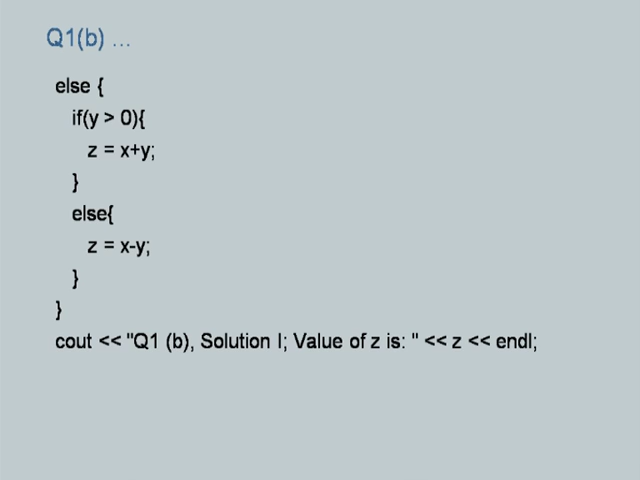 Q1(b) ...
else {
if(y > 0){
z = x+y;
}
else{
z = x-y;
}
}
cout << "Q1 (b), Solution I; Value of z is: " << z << endl;